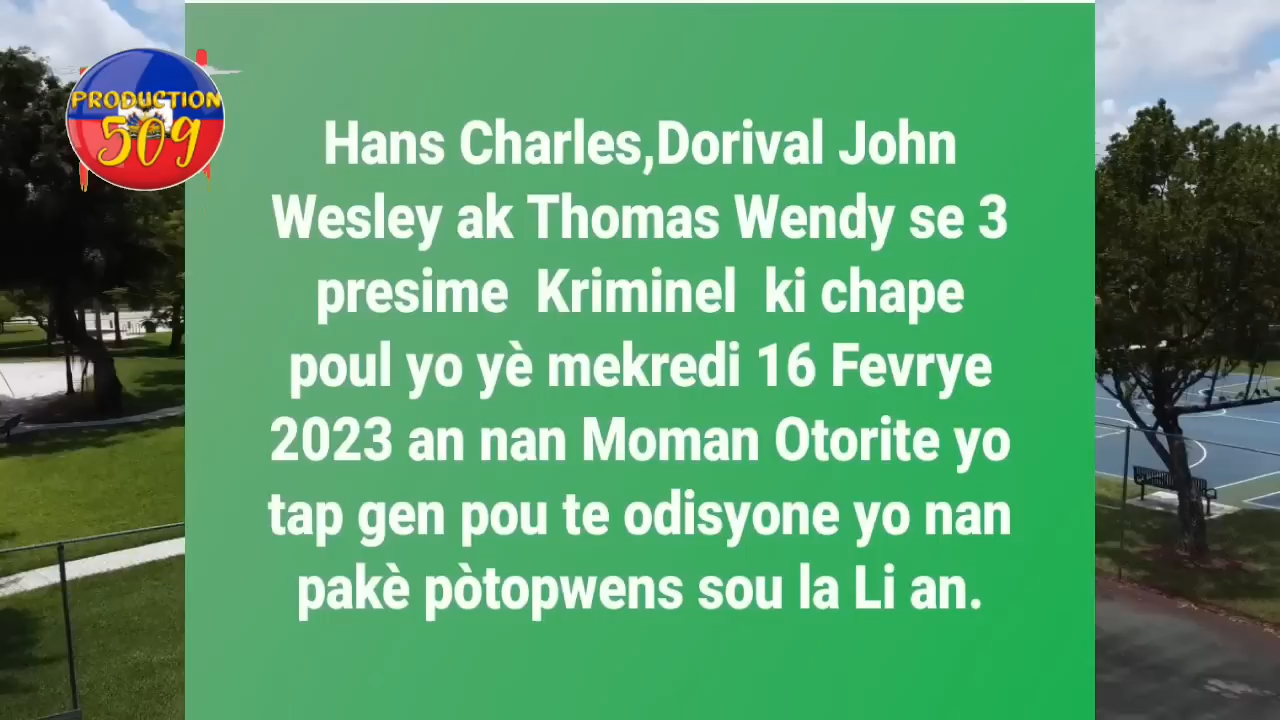 PRODUCTION
509
Hans Charles,Dorival John
Wesley ak Thomas Wendy se 3
presime Kriminel ki chape
poul yo yè mekredi 16 Fevrye
2023 an nan Moman Otorite yo
tap gen pou te odisyone yo nan
pakè pòtopwens sou la Li an.